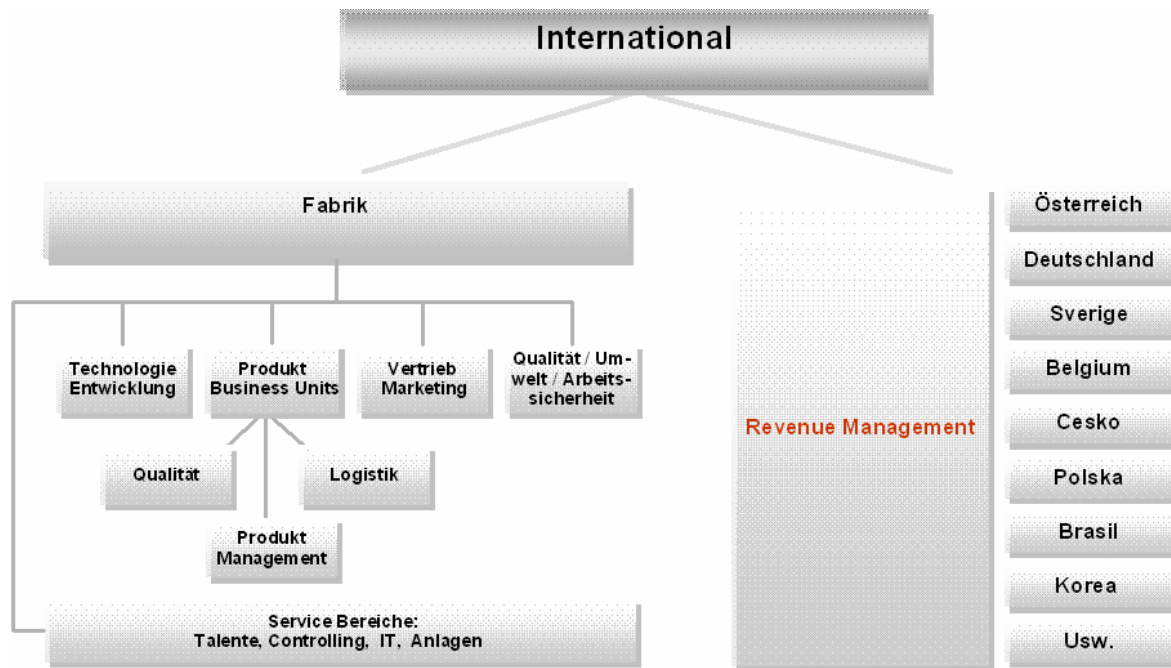 International
Fabrik
Technologie
Entwicklung
Produkt
Business Units
Vertrieb
Marketing
Qualität / Um-
welt / Arbeits-
sicherheit
Qualität
Logistik
Produkt
Management
Service Bereiche:
Talente, Controlling, IT, Anlagen
Revenue Management
Österreich
Deutschland
Sverige
Belgium
Cesko
Polska
Brasil
Korea
Usw.